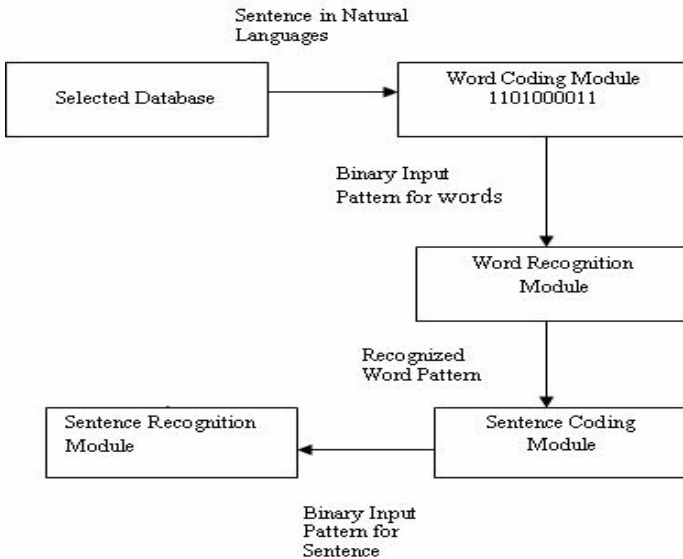 Sentence in Natural
Languages
Selected Database
Word Coding Module
1101000011
Binary Input
Pattern for words
Word Recognition
Module
Recognized
Word Pattern
Sentence Coding
Module
Sentence Recognition
Module
Binary Input
Pattern for
Sentence